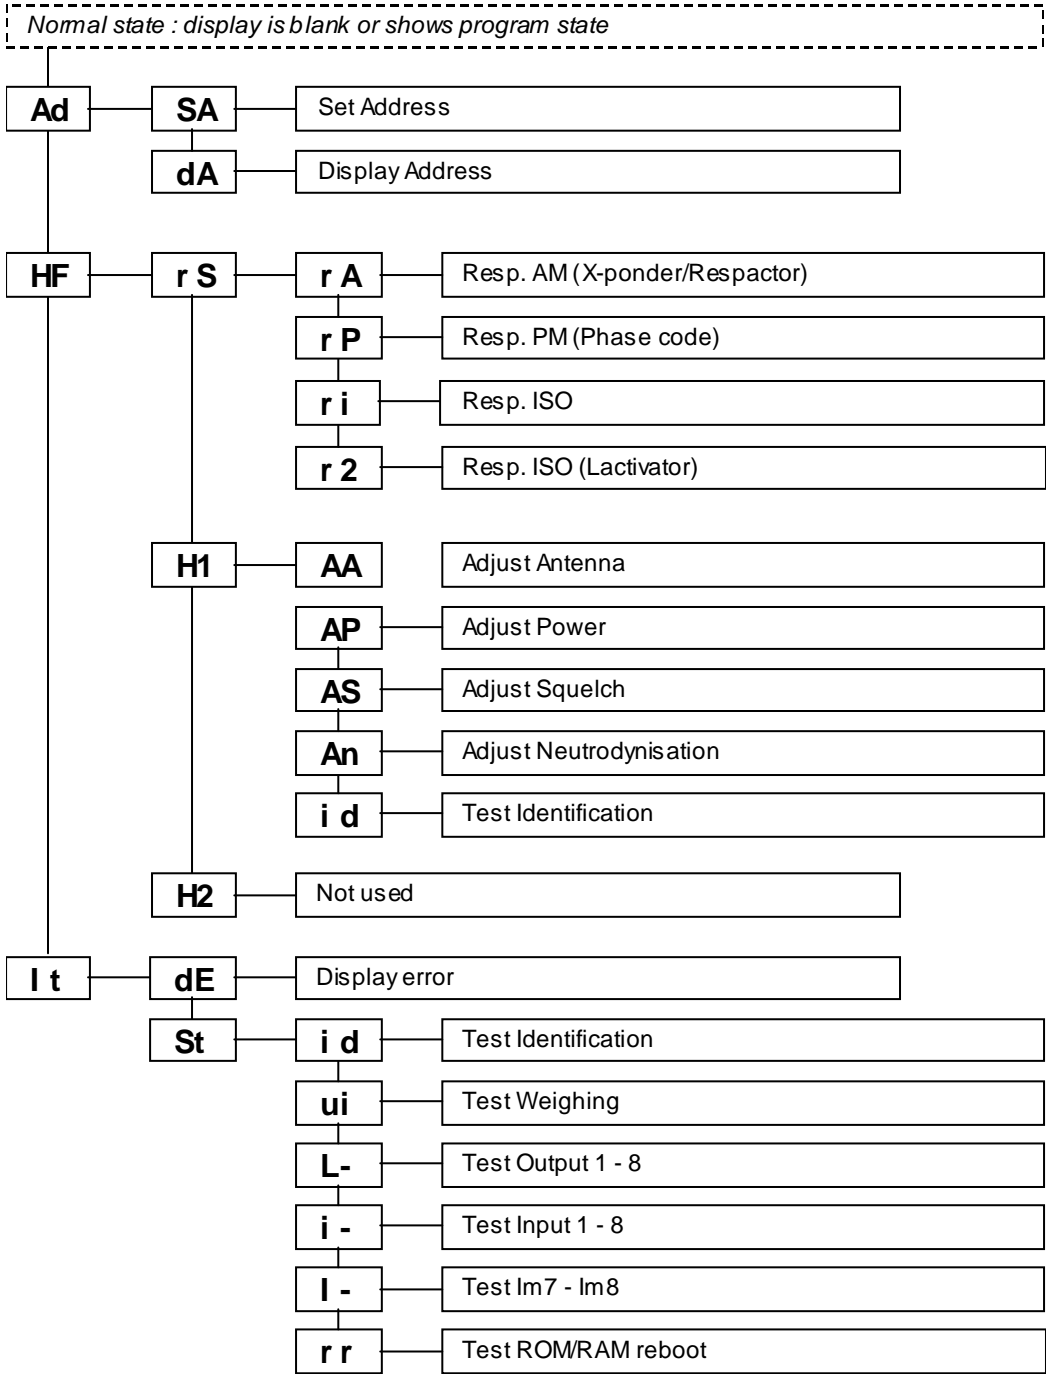 Normal state : display is blank or shows program state
Ad SA Set Address
dA Display Address
HF r S r A Resp. AM (X-ponder/Respactor)
r P Resp. PM (Phase code)
r i Resp. ISO
r 2 Resp. ISO (Lactivator)
H1 AA Adjust Antenna
AP Adjust Power
AS Adjust Squelch
An Adjust Neutrodynisation
i d Test Identification
H2 Not used
I t dE Display error
St i d Test Identification
ui Test Weighing
L- Test Output 1 - 8
i - Test Input 1 - 8
I - Test Im7 - Im8
r r Test ROM/RAM reboot